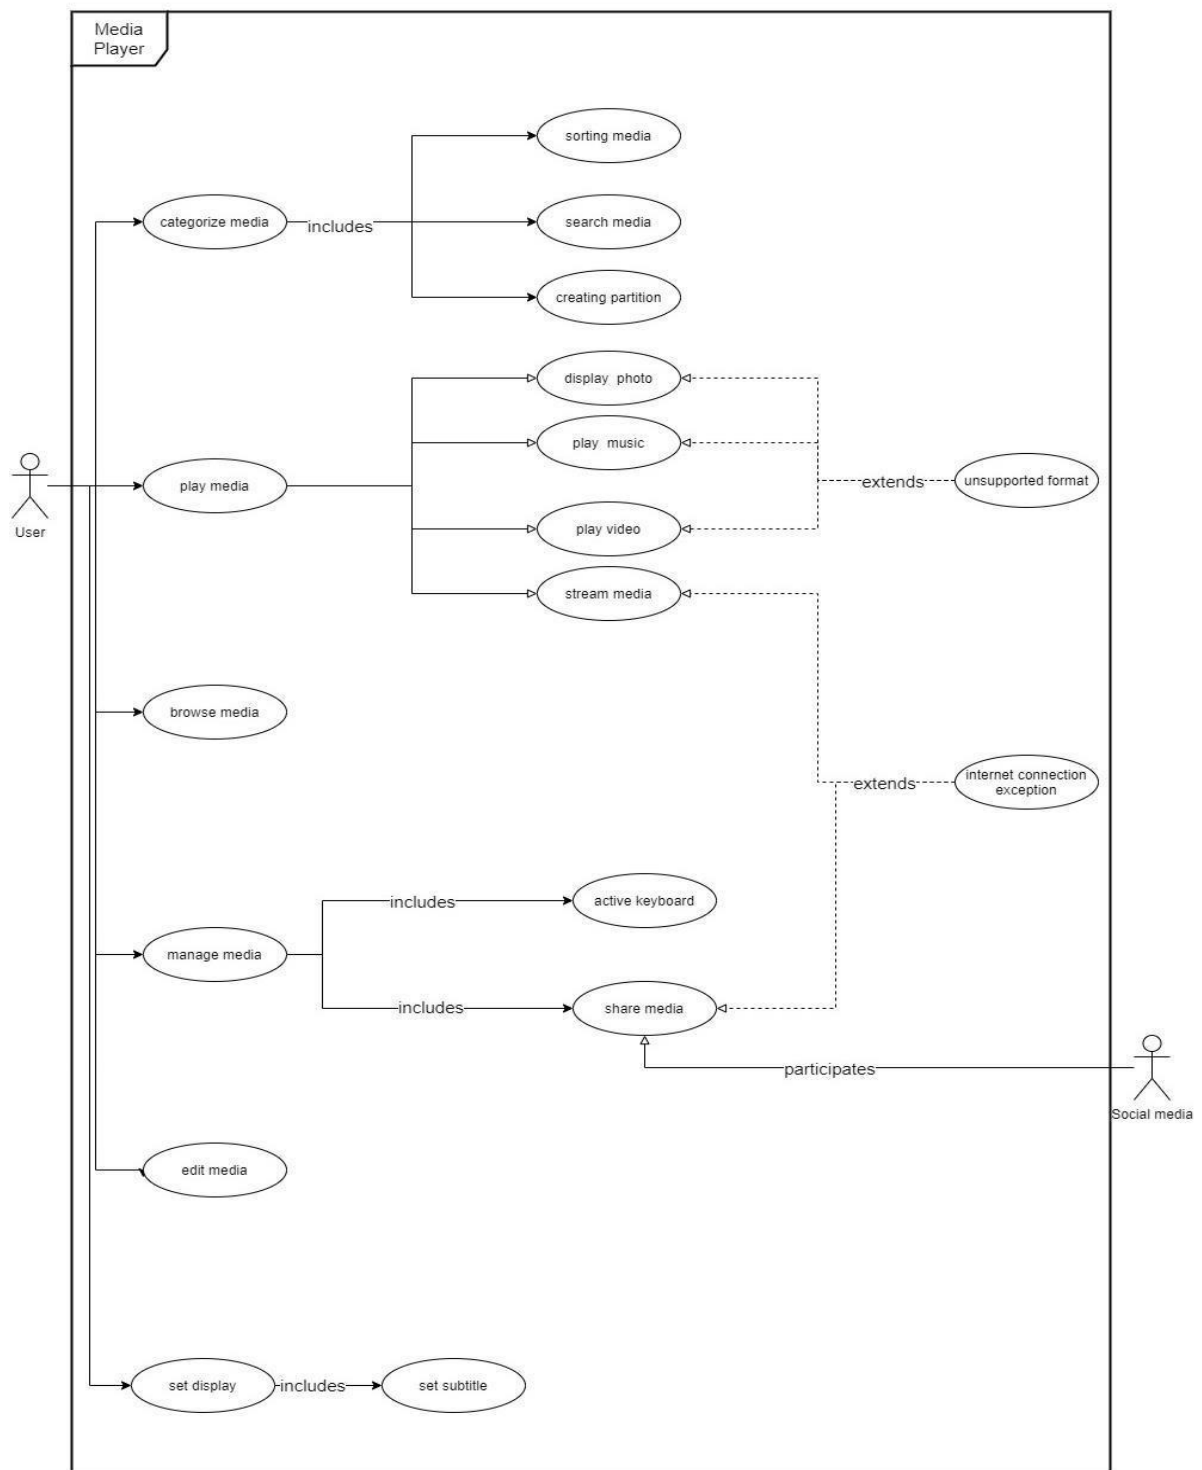 Media
Player
sorting media
categorize media
includes
search media
creating partition
display photo
play music
User
play media
extends
unsupported format
play video
stream media
browse media
extends
internet connection
exception
includes
active keyboard
manage media
includes
share media
participates
Social media
edit media
set display
includes
set subtitle